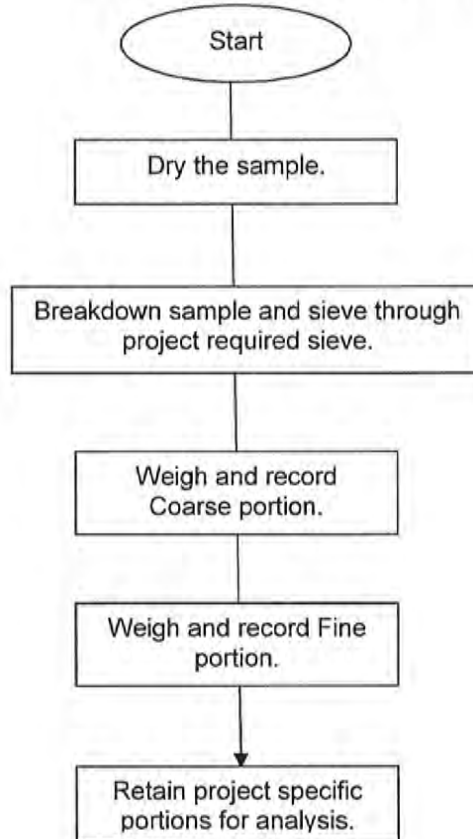 Start
Dry the sample.
Breakdown sample and sieve through
project required sieve.
Weigh and record
Coarse portion.
Weigh and record Fine
portion.
Retain project specific
portions for analysis.